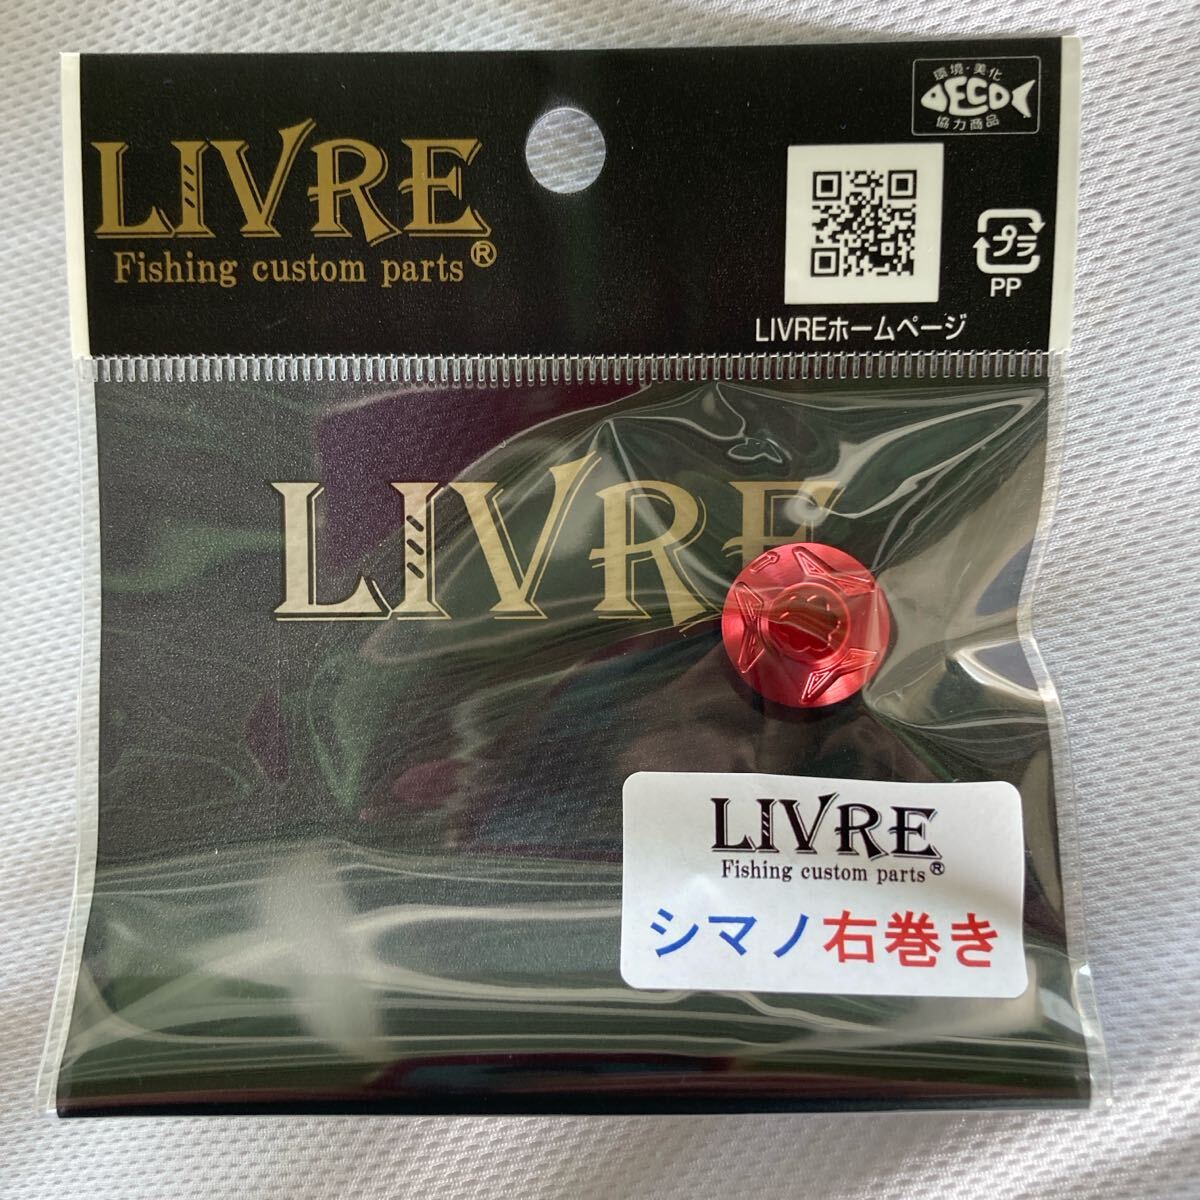 環境・美化
ECO
協力商品
LIVRE
Fishing custom parts®
プラ
PP
LIVREホームページ
LIVRE
LIVRE
Fishing custom parts®
シマノ右巻き